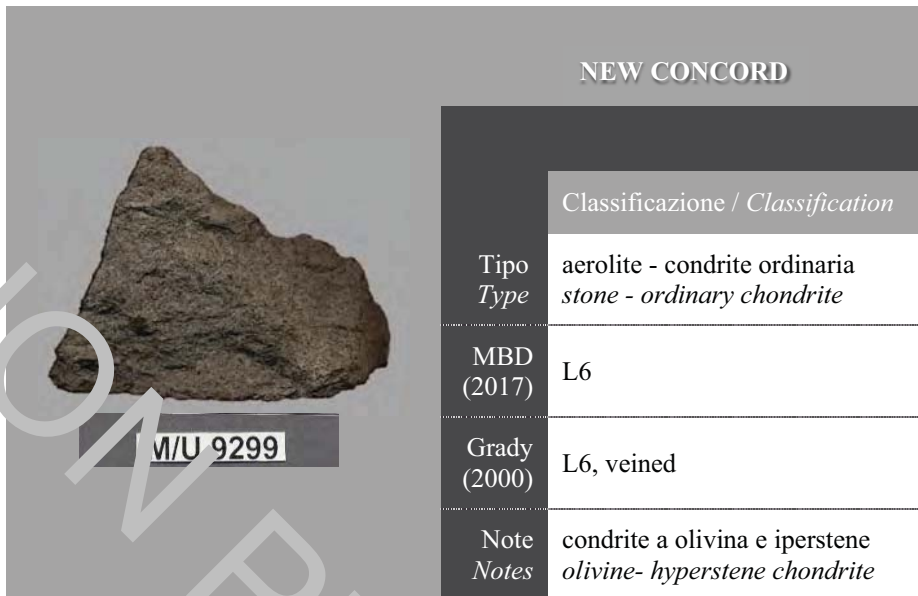 NEW CONCORD
Classificazione / Classification
Tipo
Type
aerolite - condrite ordinaria
stone - ordinary chondrite
MBD
(2017)
L6
Grady
(2000)
L6, veined
Note
Notes
condrite a olivina e iperstene
olivine- hyperstene chondrite
M/U 9299